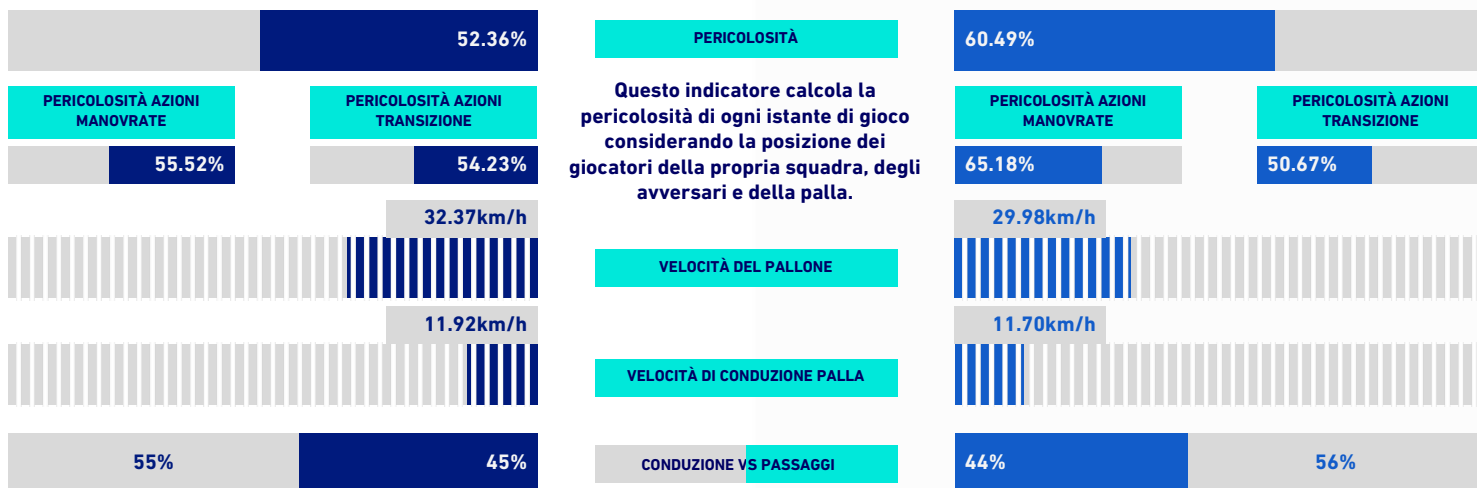 52.36%
PERICOLOSITÀ
60.49%
PERICOLOSITÀ AZIONI
MANOVRATE
PERICOLOSITÀ AZIONI
TRANSIZIONE
55.52%
54.23%
Questo indicatore calcola la
pericolosità di ogni istante di gioco
considerando la posizione dei
giocatori della propria squadra, degli
avversari e della palla.
PERICOLOSITÀ AZIONI
MANOVRATE
PERICOLOSITÀ AZIONI
TRANSIZIONE
65.18%
50.67%
32.37km/h
VELOCITÀ DEL PALLONE
29.98km/h
11.92km/h
VELOCITÀ DI CONDUZIONE PALLA
11.70km/h
55%
45%
CONDUZIONE VS PASSAGGI
44%
56%